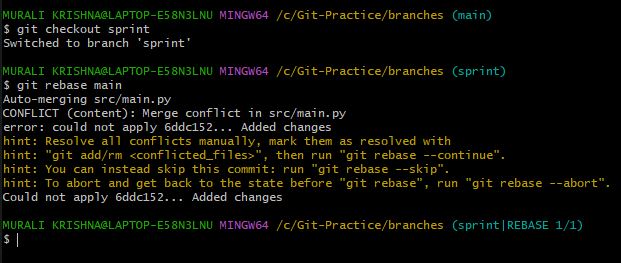 MURALI KRISHNA@LAPTOP-E58N3LNU MINGW64 /c/Git-Practice/branches (main)
$ git checkout sprint
Switched to branch 'sprint'
MURALI KRISHNA@LAPTOP-E58N3LNU MINGW64 /c/Git-Practice/branches (sprint)
$ git rebase main
Auto-merging src/main.py
CONFLICT (content): Merge conflict in src/main.py
error: could not apply 6ddc152... Added changes
hint: Resolve all conflicts manually, mark them as resolved with
hint: "git add/rm <conflicted_files>", then run "git rebase --continue".
hint: You can instead skip this commit: run "git rebase --skip".
hint: To abort and get back to the state before "git rebase", run "git rebase --abort".
Could not apply 6ddc152... Added changes
MURALI KRISHNA@LAPTOP-E58N3LNU MINGW64 /c/Git-Practice/branches (sprint|REBASE 1/1)
$